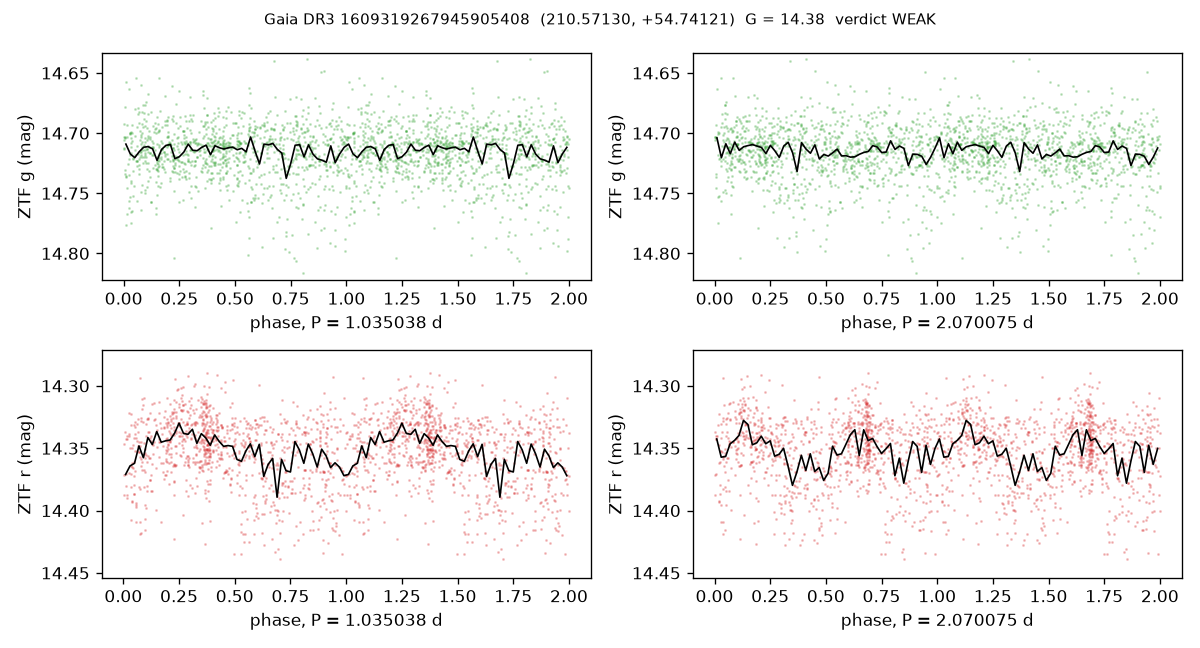 Gaia DR3 1609319267945905408 (210.57130, +54.74121) G = 14.38 verdict WEAK
ZTF g (mag)
14.65
14.70
14.75
14.80
0.00 0.25 0.50 0.75 1.00 1.25 1.50 1.75 2.00
phase, P = 1.035038 d
ZTF g (mag)
14.65
14.70
14.75
14.80
0.00 0.25 0.50 0.75 1.00 1.25 1.50 1.75 2.00
phase, P = 2.070075 d
ZTF r (mag)
14.30
14.35
14.40
14.45
0.00 0.25 0.50 0.75 1.00 1.25 1.50 1.75 2.00
phase, P = 1.035038 d
ZTF r (mag)
14.30
14.35
14.40
14.45
0.00 0.25 0.50 0.75 1.00 1.25 1.50 1.75 2.00
phase, P = 2.070075 d